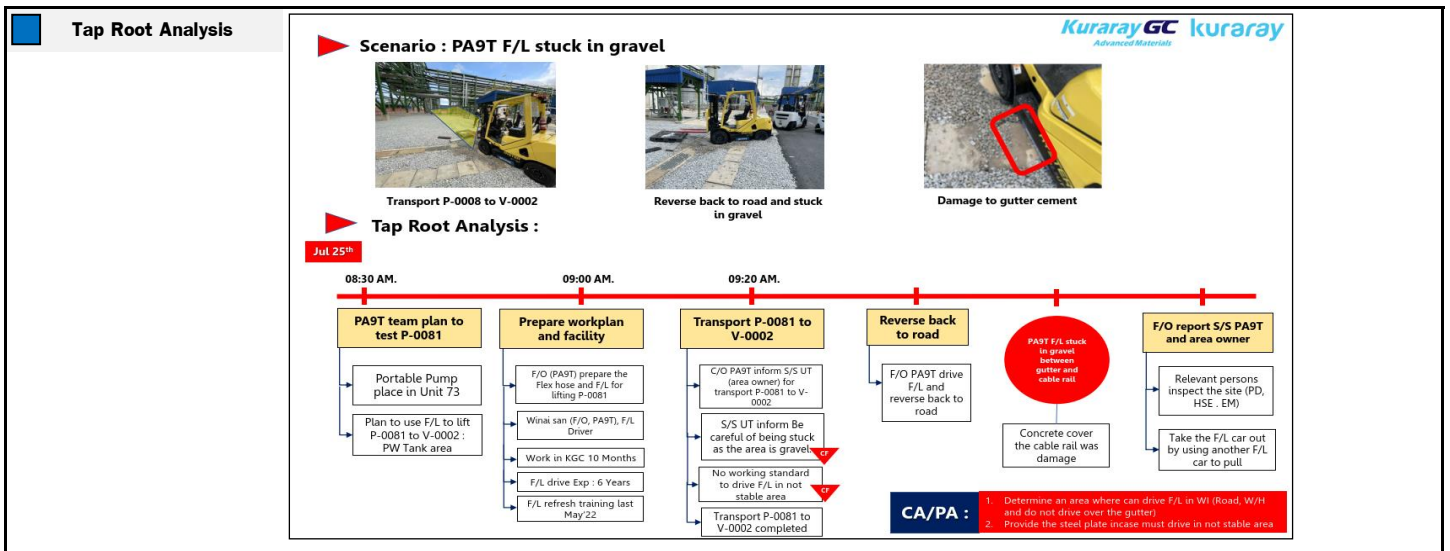 Tap Root Analysis
Kuraray GC
Advanced Materials
kuraray
Scenario : PA9T F/L stuck in gravel
Transport P-0008 to V-0002
Reverse back to road and stuck
in gravel
Damage to gutter cement
Tap Root Analysis :
Jul 25th
08:30 AM.
09:00 AM.
09:20 AM.
PA9T team plan to
test P-0081
Portable Pump
place in Unit 73
Plan to use F/L to lift
P-0081 to V-0002 :
PW Tank area
Prepare workplan
and facility
F/O (PA9T) prepare the
Flex hose and F/L for
lifting P-0081
Winai san (F/O, PA9T), F/L
Driver
Work in KGC 10 Months
F/L drive Exp : 6 Years
F/L refresh training last
May'22
Transport P-0081 to
V-0002
C/O PA9T inform S/S UT
(area owner) for
transport P-0081 to V-
0002
S/S UT inform Be
careful of being stuck
as the area is gravel.
CF
No working standard
to drive F/L in not
stable area
CF
Transport P-0081 to
V-0002 completed
Reverse back
to road
F/O PA9T drive
F/L and
reverse back to
road
PA9T F/L stuck
in gravel
between
gutter and
cable rail
Concrete cover
the cable rail was
damage
F/O report S/S PA9T
and area owner
Relevant persons
inspect the site (PD,
HSE . EM)
Take the F/L car out
by using another F/L
car to pull
CA/PA :
1. Determine an area where can drive F/L in WI (Road, W/H
and do not drive over the gutter)
2. Provide the steel plate incase must drive in not stable area